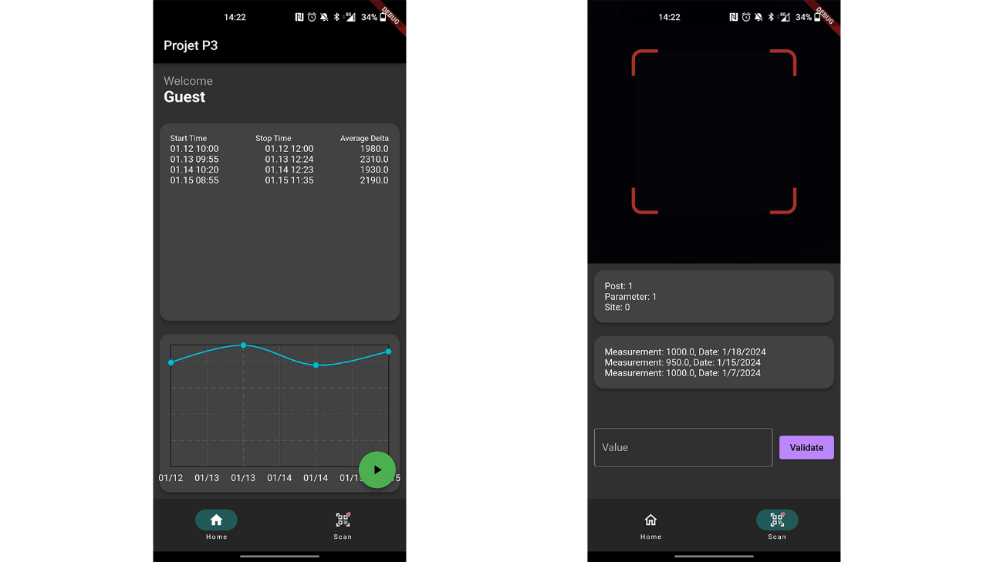 14:22 5G 34%
DEBUG
Projet P3
Welcome
Guest
Start Time Stop Time Average Delta
01.12 10:00 01.12 12:00 1980.0
01.13 09:55 01.13 12:24 2310.0
01.14 10:20 01.14 12:23 1930.0
01.15 08:55 01.15 11:35 2190.0
01/12 01/13 01/13 01/14 01/14 01/15 5
Home Scan
14:22 5G 34%
DEBUG
Post: 1
Parameter: 1
Site: 0
Measurement: 1000.0, Date: 1/18/2024
Measurement: 950.0, Date: 1/15/2024
Measurement: 1000.0, Date: 1/7/2024
Value Validate
Home Scan